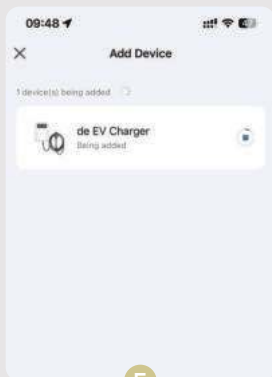 09:48
Add Device
1 device(s) being added
de EV Charger
Being added